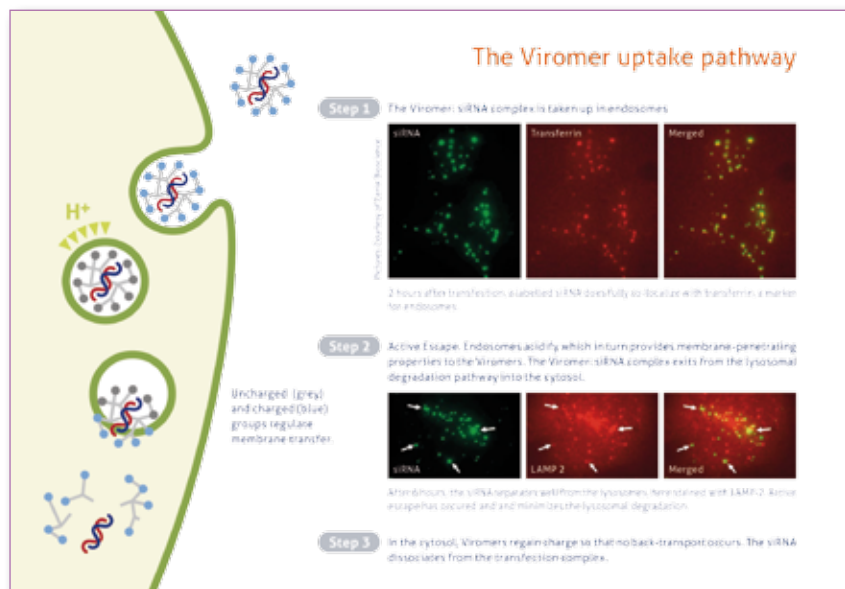 The Viromer uptake pathway
Step 1
The Viromer: siRNA complex is taken up in endosomes
siRNA
Transferrin
Merged
Pictures Courtesy of
2 hours after transfection, a labelled siRNA does fully co-localize with transferrin, a marker
for endosomes.
H+
Step 2
Active Escape. Endosomes acidify, which in turn provides membrane-penetrating
properties to the Viromers. The Viromer: siRNA complex exits from the lysosomal
degradation pathway into the cytosol.
Uncharged (grey)
and charged (blue)
groups regulate
membrane transfer.
siRNA
LAMP 2
Merged
After 6 hours, the siRNA separates well from the lysosomes, here stained with LAMP-2. Active
escape has occured and and minimizes the lysosomal degradation
Step 3
In the cytosol, Viromers regain charge so that no back-transport occurs. The siRNA
dissociates from the transfection complex.